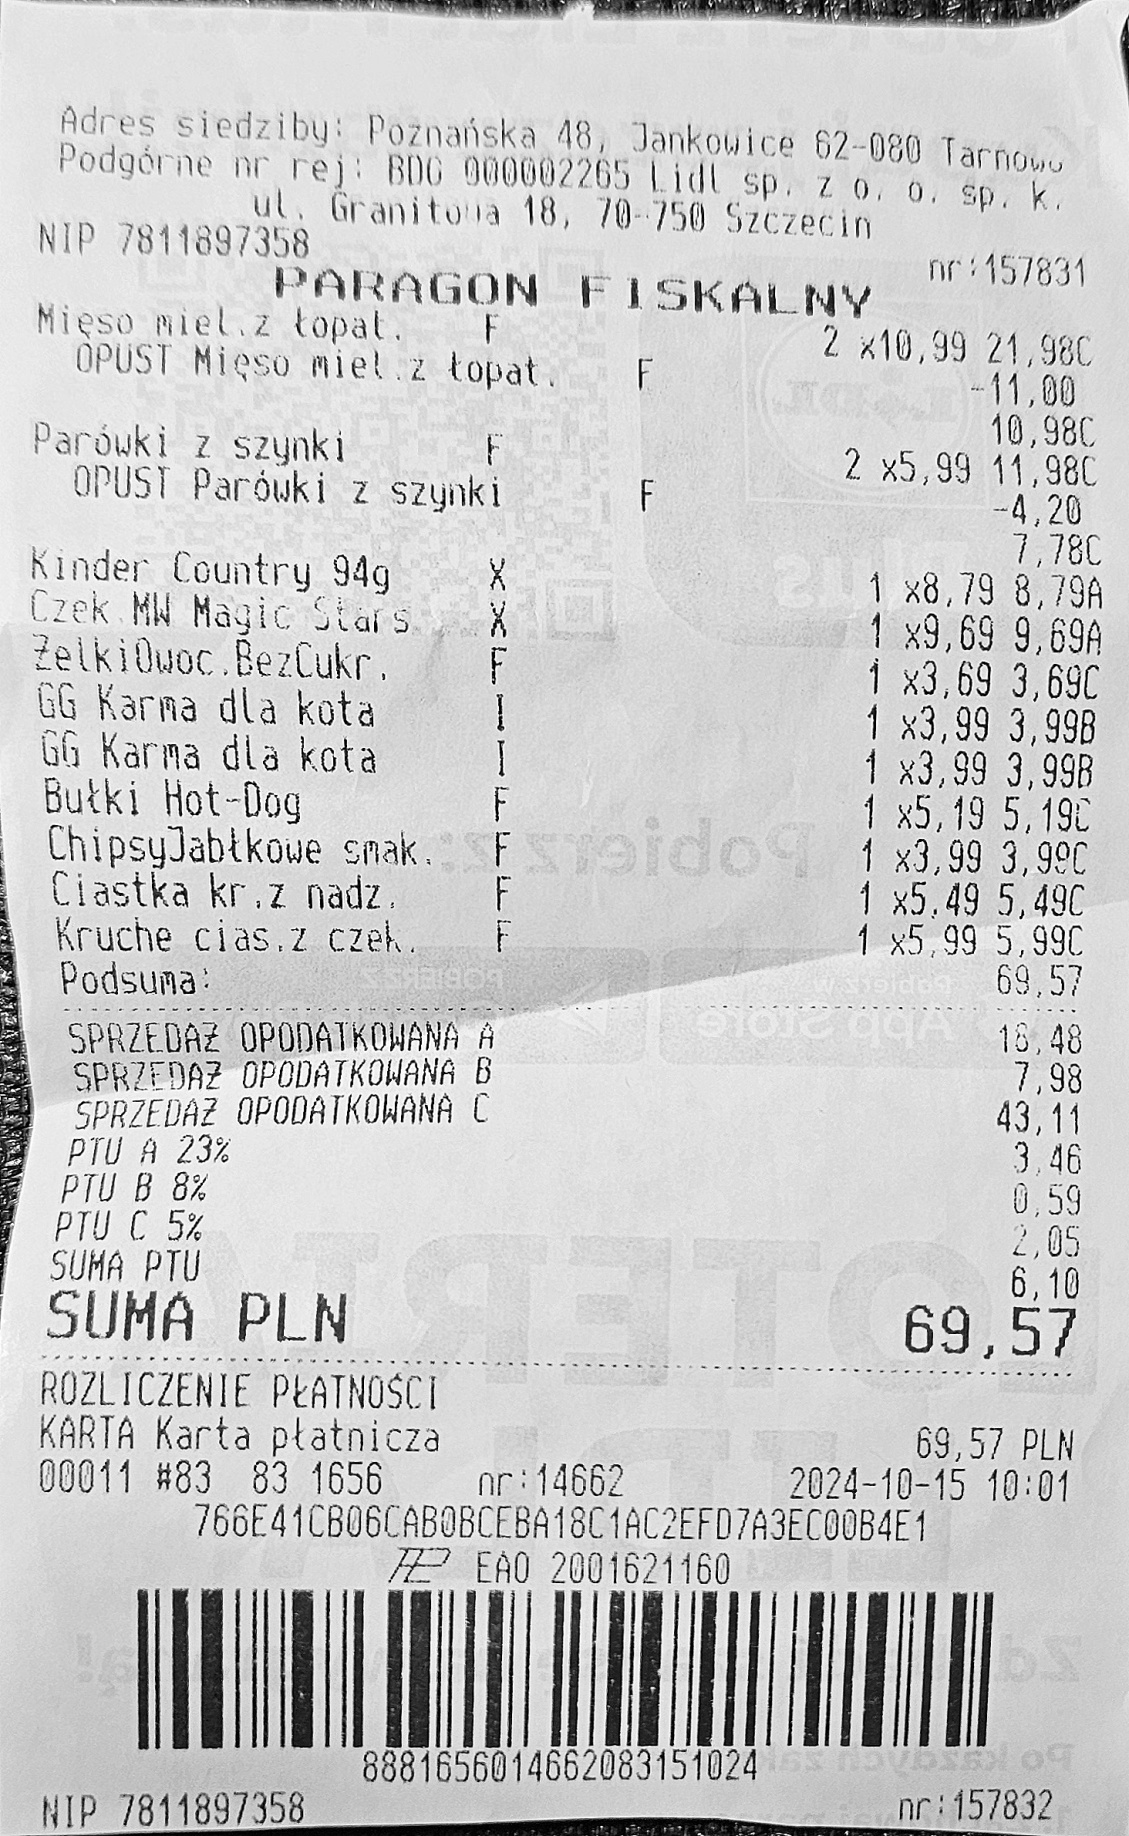 Adres siedziby: Poznańska 48, Jankowice 62-080 Tarnowo
Podgórne nr rej: BDO 000002265 Lidl sp. z o. o. sp. k.
ul. Granitowa 18, 70-750 Szczecin
NIP 7811897358 nr:157831
PARAGON FISKALNY
Mięso miel.z łopat. F 2 x10,99 21,98C
OPUST Mięso miel.z łopat. F -11,00
10,98C
Parówki z szynki F 2 x5,99 11,98C
OPUST Parówki z szynki F -4,20
7,78C
Kinder Country 94g X 1 x8,79 8,79A
Czek.MW Magic Stars X 1 x9,69 9,69A
ŻelkiOwoc.BezCukr. F 1 x3,69 3,69C
GG Karma dla kota I 1 x3,99 3,99B
GG Karma dla kota I 1 x3,99 3,99B
Bułki Hot-Dog F 1 x5,19 5,19C
ChipsyJabłkowe smak. F 1 x3,99 3,99C
Ciastka kr.z nadz. F 1 x5,49 5,49C
Kruche cias.z czek. F 1 x5,99 5,99C
Podsuma: 69,57
SPRZEDAŻ OPODATKOWANA A 18,48
SPRZEDAŻ OPODATKOWANA B 7,98
SPRZEDAŻ OPODATKOWANA C 43,11
PTU A 23% 3,46
PTU B 8% 0,59
PTU C 5% 2,05
SUMA PTU 6,10
SUMA PLN 69,57
ROZLICZENIE PŁATNOŚCI
KARTA Karta płatnicza 69,57 PLN
00011 #83 83 1656 nr:14662 2024-10-15 10:01
766E41CB06CAB0BCEBA18C1AC2EFD7A3EC00B4E1
EAO 2001621160
8881656014662083151024
NIP 7811897358 nr:157832